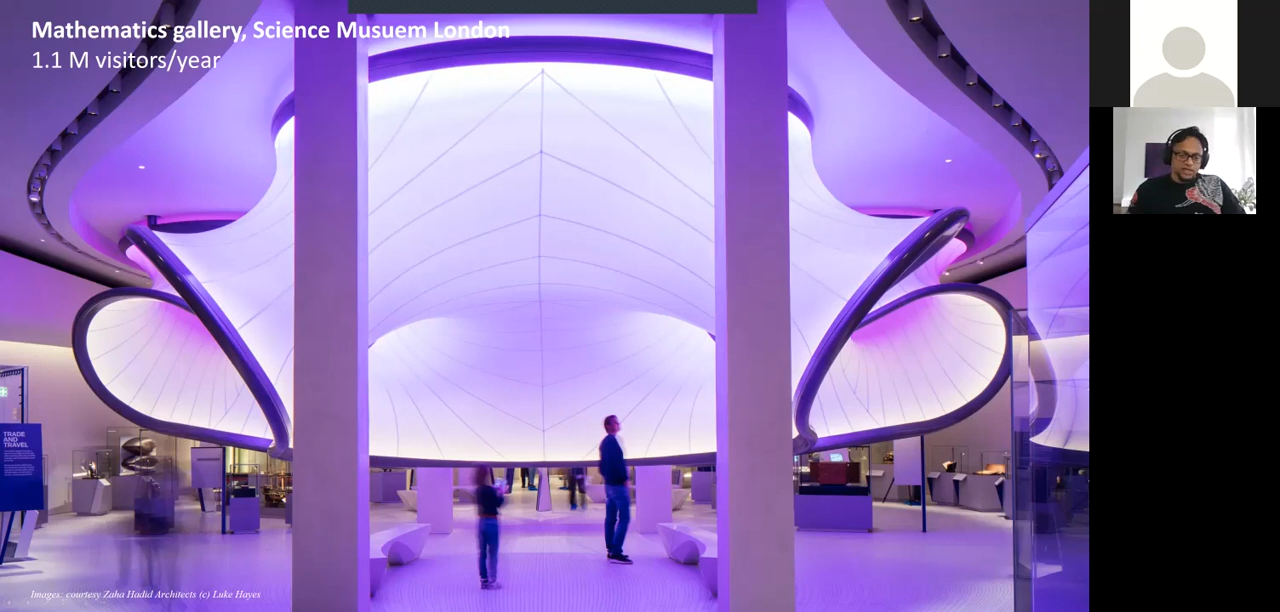 Mathematics gallery, Science Musuem London
1.1 M visitors/year
TRADE
AND
TRAVEL
Images: courtesy Zaha Hadid Architects (c) Luke Hayes